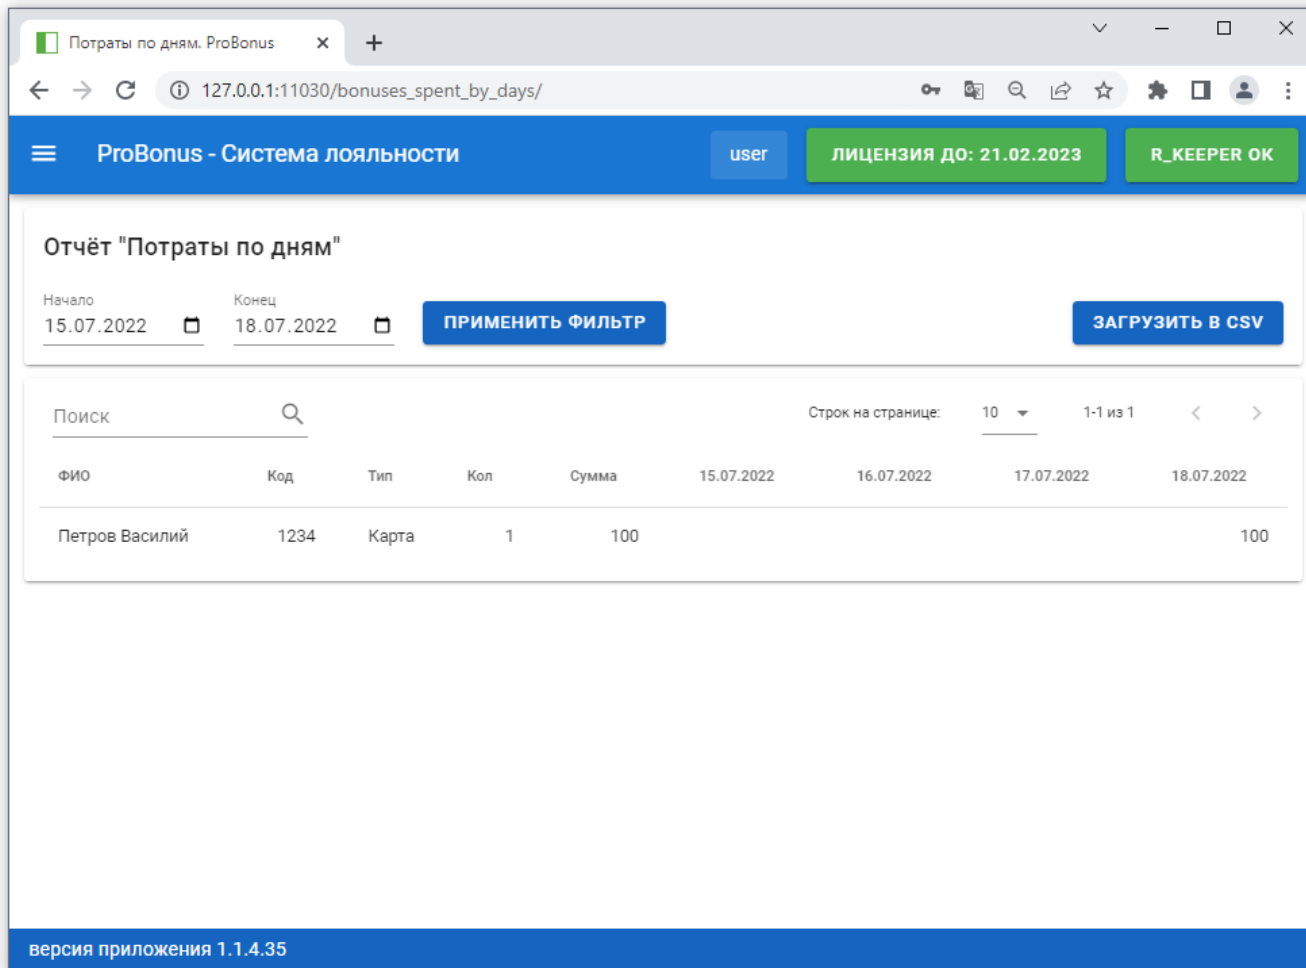 Потраты по дням. ProBonus
127.0.0.1:11030/bonuses_spent_by_days/
ProBonus - Система лояльности
user
ЛИЦЕНЗИЯ ДО: 21.02.2023
R_KEEPER OK
Отчёт "Потраты по дням"
Начало
Конец
15.07.2022
18.07.2022
ПРИМЕНИТЬ ФИЛЬТР
ЗАГРУЗИТЬ В CSV
Поиск
Строк на странице:
10
1-1 из 1
ФИО Код Тип Кол Сумма 15.07.2022 16.07.2022 17.07.2022 18.07.2022
Петров Василий 1234 Карта 1 100 100
версия приложения 1.1.4.35